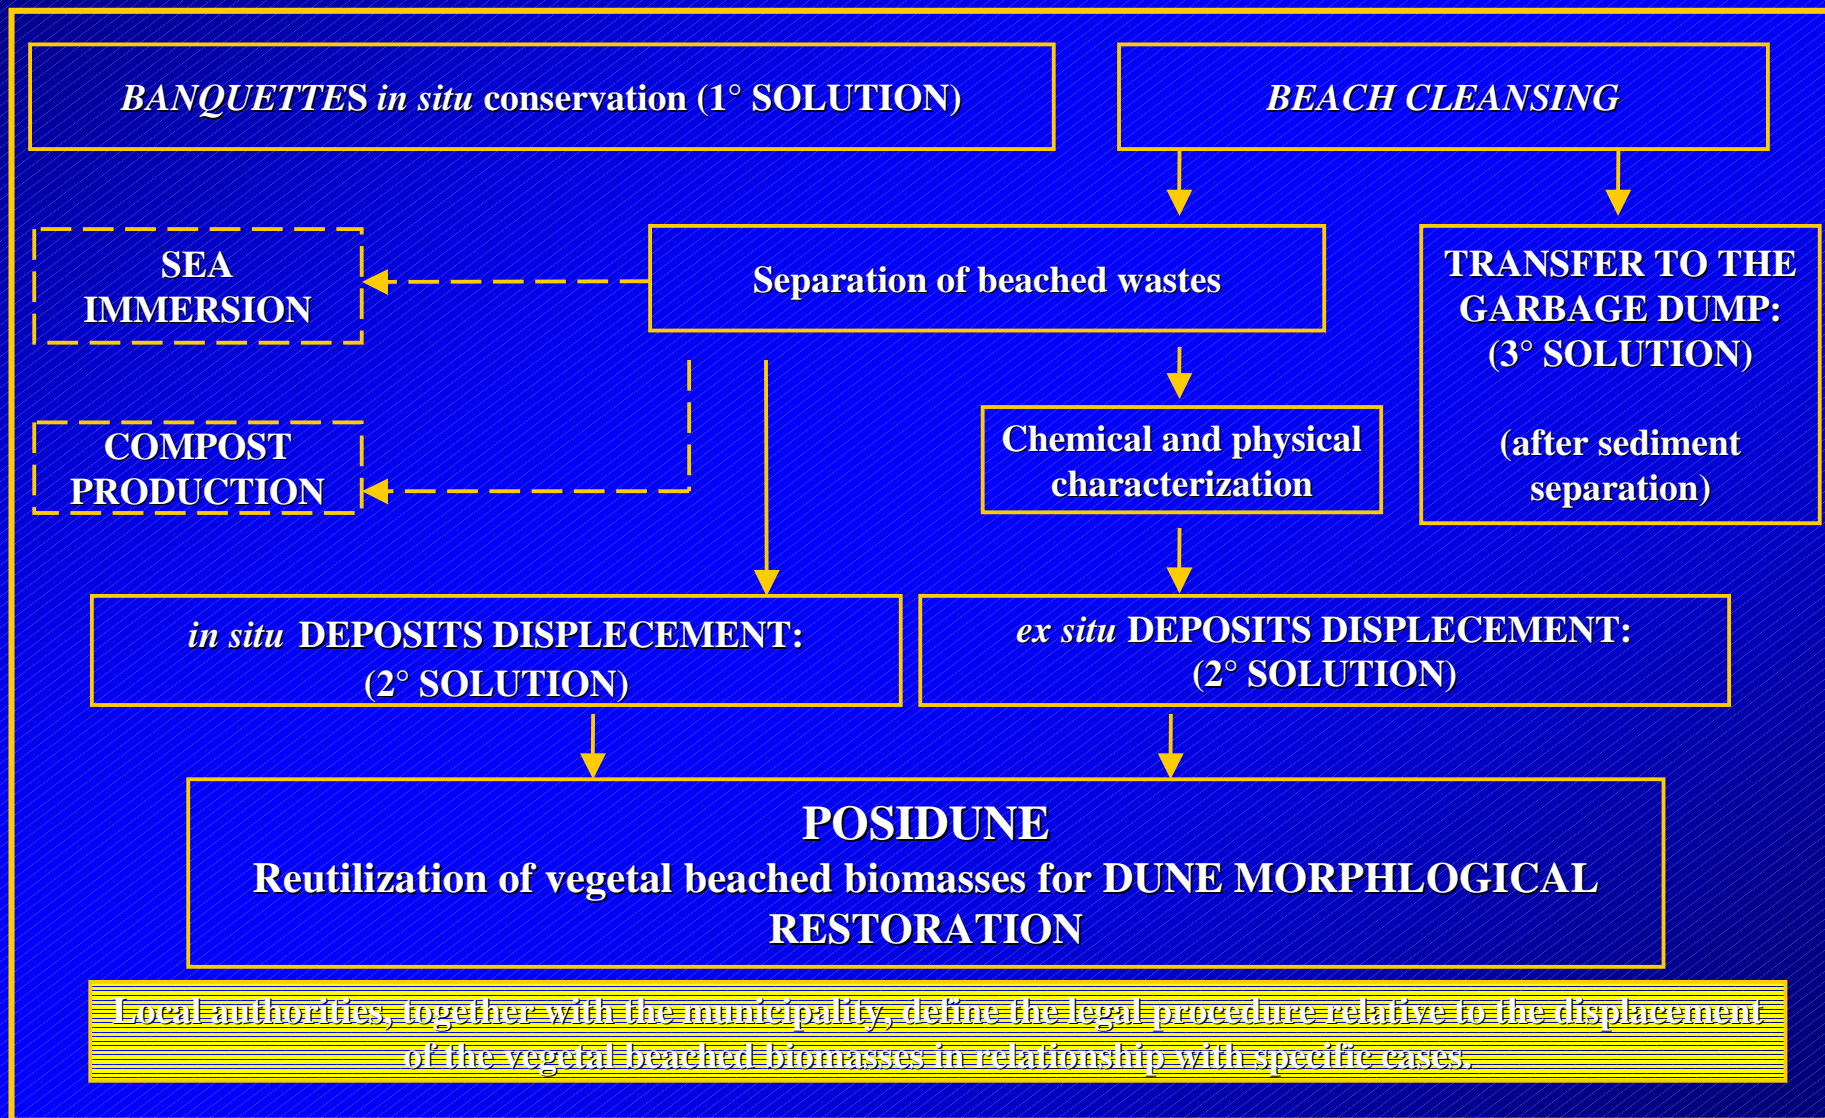 BANQUETTES in situ conservation (1° SOLUTION)
BEACH CLEANSING
SEA
IMMERSION
Separation of beached wastes
TRANSFER TO THE
GARBAGE DUMP:
(3° SOLUTION)
(after sediment
separation)
COMPOST
PRODUCTION
Chemical and physical
characterization
in situ DEPOSITS DISPLECEMENT:
(2° SOLUTION)
ex situ DEPOSITS DISPLECEMENT:
(2° SOLUTION)
POSIDUNE
Reutilization of vegetal beached biomasses for DUNE MORPHLOGICAL
RESTORATION
Local authorities, together with the municipality, define the legal procedure relative to the displacement
of the vegetal beached biomasses in relationship with specific cases.